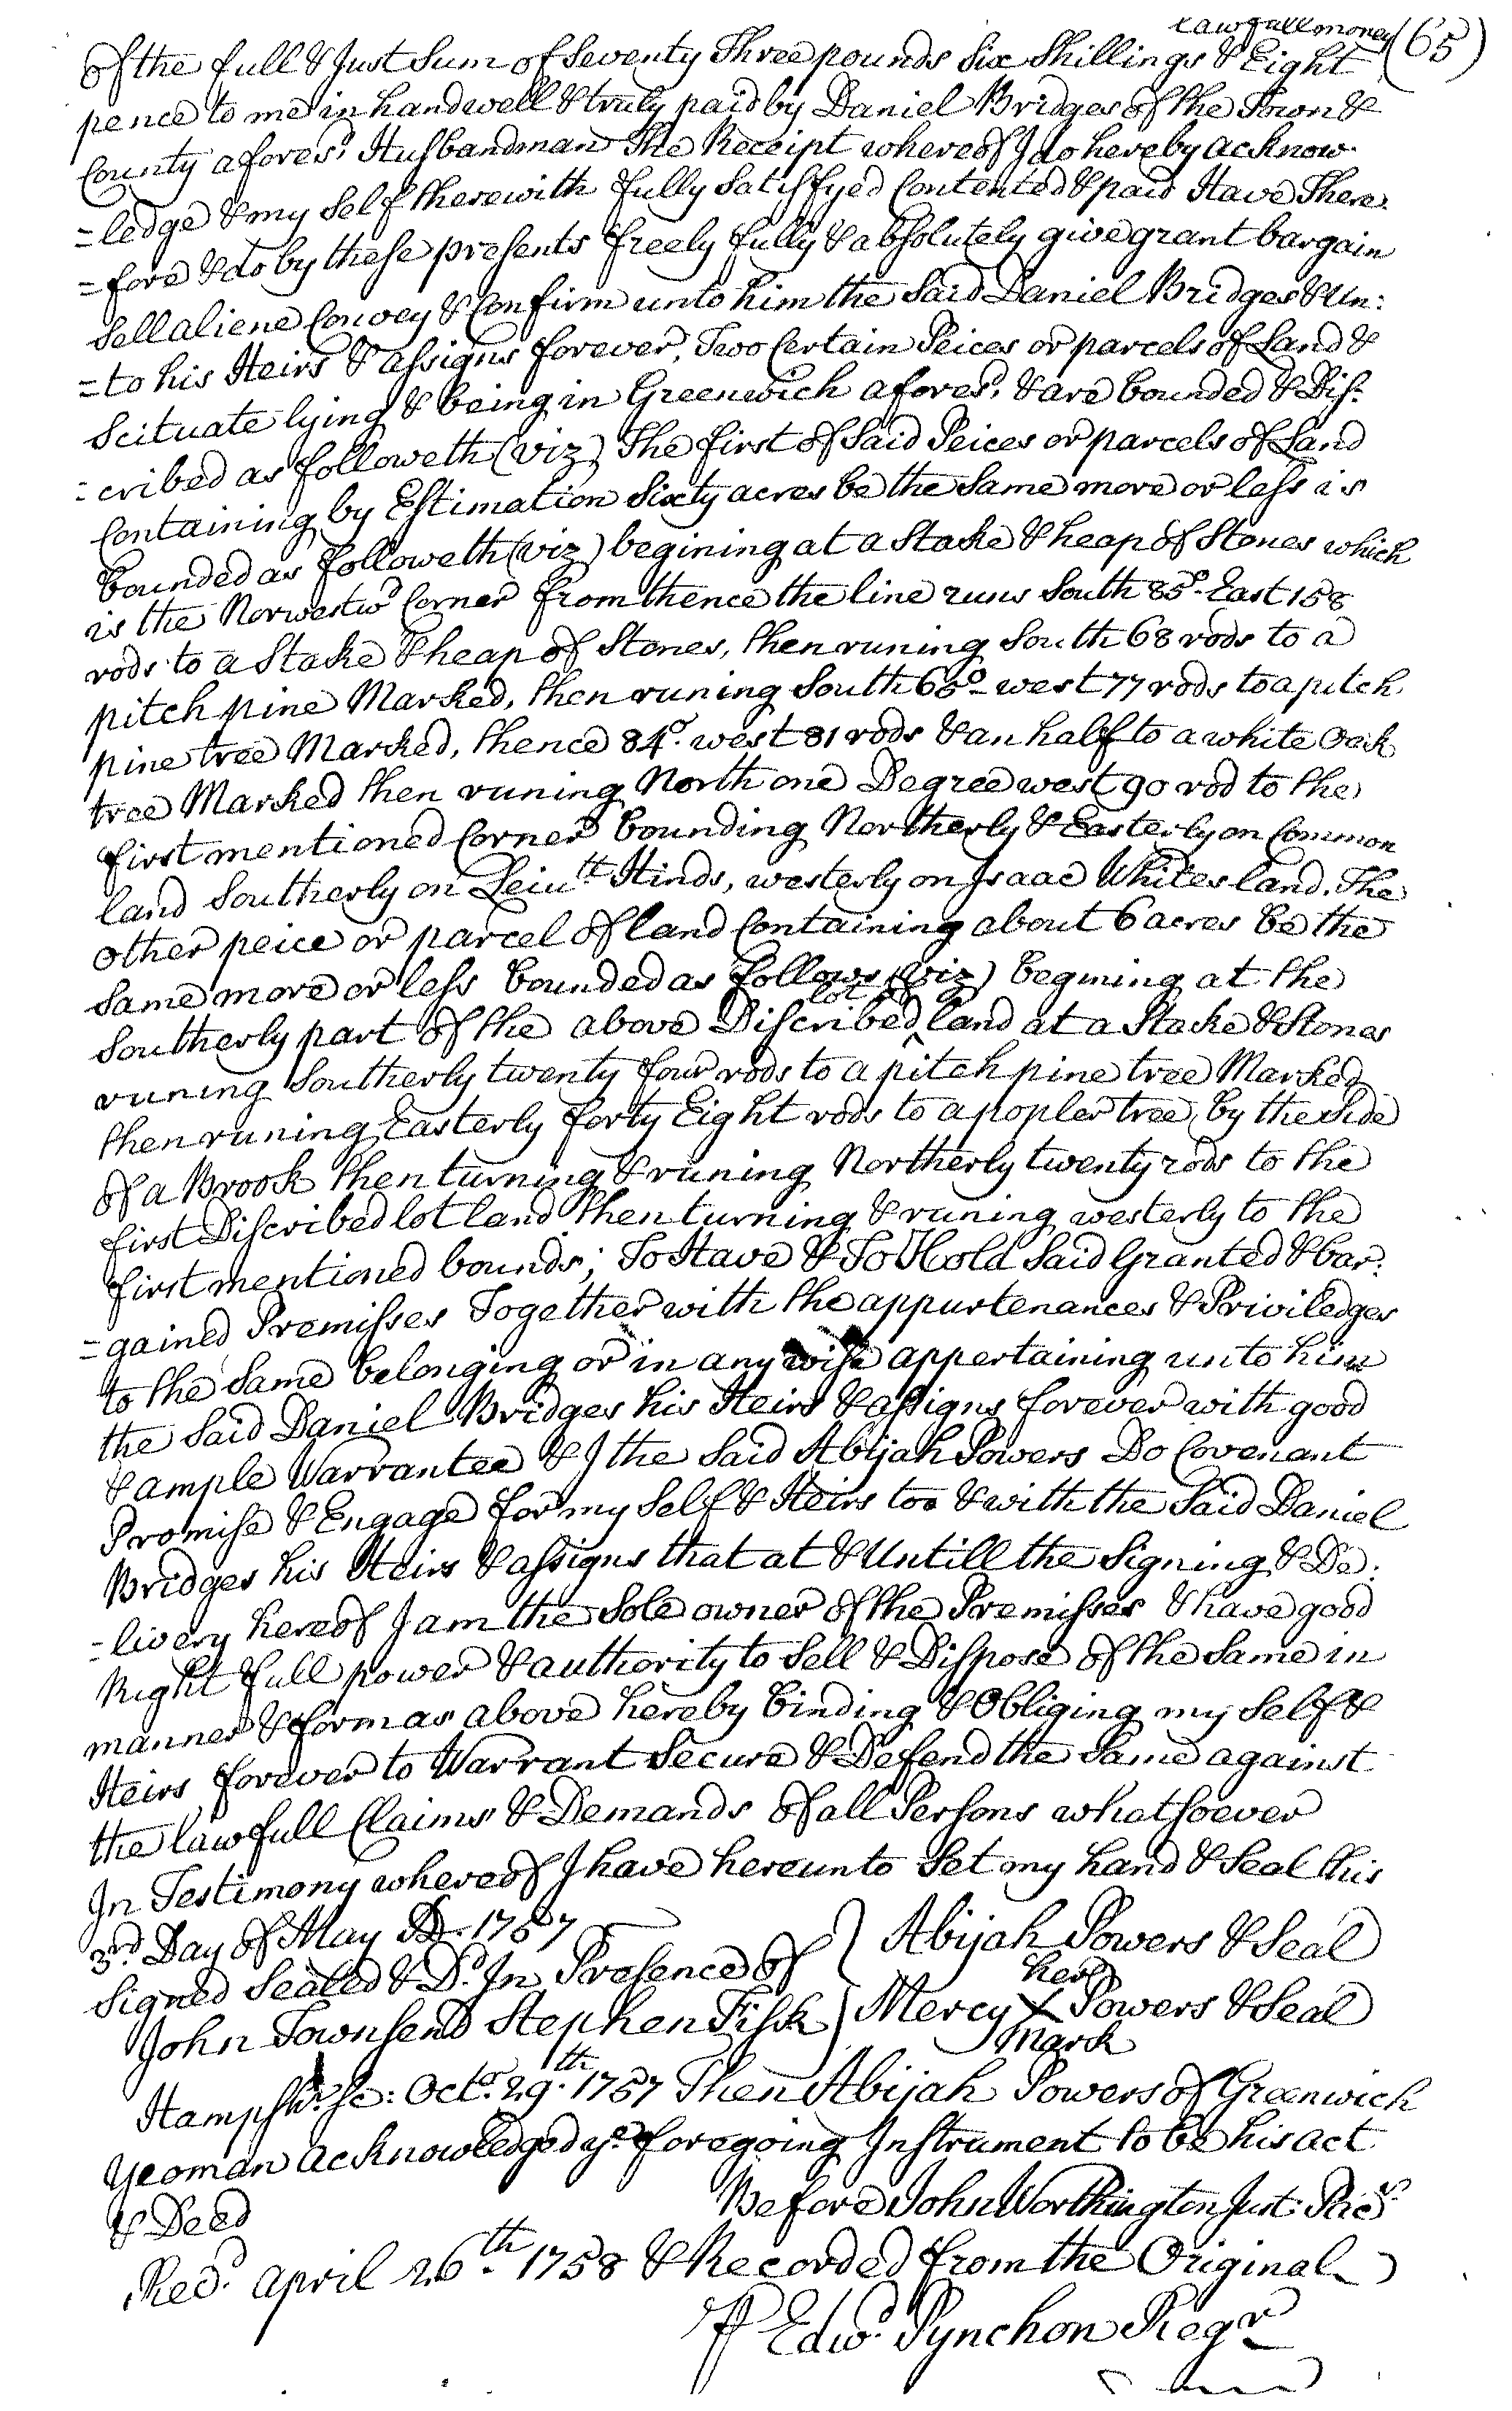 Lawfull money (65)
of the full & Just Sum of Seventy Three pounds Six Shillings & Eight
pence to me in hand well & truly paid by Daniel Bridges of the Town &
County afores.d Husbandman The Receipt whereof I do hereby acknow-
=ledge & my Self therewith fully Satisfyed Contented & paid Have There-
=fore & do by these presents freely fully & absolutely give grant bargain
Sell aliene Convey & Confirm unto him the Said Daniel Bridges & Un:
=to his Heirs & assigns forever, Two Certain Peices or parcels of Land &
Scituate lying & being in Greenwich afores.d & are bounded & Dis:
=cribed as followeth (viz) The first of Said Peices or parcels of Land
Containing by Estimation Sixty acres be the Same more or less is
bounded as followeth (viz) begining at a Stake & heap of Stones which
is the Norwestw.d Corner from thence the line runs South 85.o East 158
rods to a Stake & heap of Stones, then runing South 68 rods to a
pitch pine Marked, then runing South 66.o west 77 rods to a pitch
pine tree Marked, thence 84.o west 81 rods & an half to a white Oack
tree Marked then runing North one Degree west 90 rod to the
first mentioned Corner bounding Northerly & Easterly on Common
land Southerly on Leiu.tt Hinds, westerly on Isaac Whites land. The
other peice or parcel of land Containing about 6 acres be the
Same more or less bounded as follows (viz) begining at the
Southerly part of the above Discribed ^lot land at a Stake & Stones
runing Southerly twenty four rods to a pitch pine tree Marked
then runing Easterly forty Eight rods to a popler tree by the Side
of a Brook then turning & runing Northerly twenty rods to the
first Discribed lot land then turning & runing westerly to the
first mentioned bounds; To Have & To Hold Said Granted & bar:
=gained Premisses Together with the appurtenances & Priviledges
to the Same belonging or in any wise appertaining unto him
the Said Daniel Bridges his Heirs & assigns forever with good
& ample Warrantee & I the Said Abijah Powers Do Covenant
Promise & Engage for my Self & Heirs too & with the Said Daniel
Bridges his Heirs & assigns that at & Untill the Signing & De:
=livery hereof I am the Sole owner of the Premisses & have good
Right full power & authority to Sell & Dispose of the Same in
manner & form as above hereby binding & Obliging my Self &
Heirs forever to Warrant Secure & Defend the Same against
the lawfull Claims & Demands of all Persons whatsoever
In Testimony whereof I have hereunto Set my hand & Seal this
3.rd Day of May AD. 1757
Signed Sealed & D.d In Presence of } Abijah Powers & Seal
John Townsend Stephen Fisk } Mercy her X Mark Powers & Seal
Hampsh.r Sc: Oct.o 29.th 1757 Then Abijah Powers of Greenwich
Yeoman acknowledged y.e foregoing Instrument to be his act
& Deed Before John Worthington Just: Pac.s
Rec.d April 26.th 1758 & Recorded from the Original
P Edw.d Pynchon Reg.r